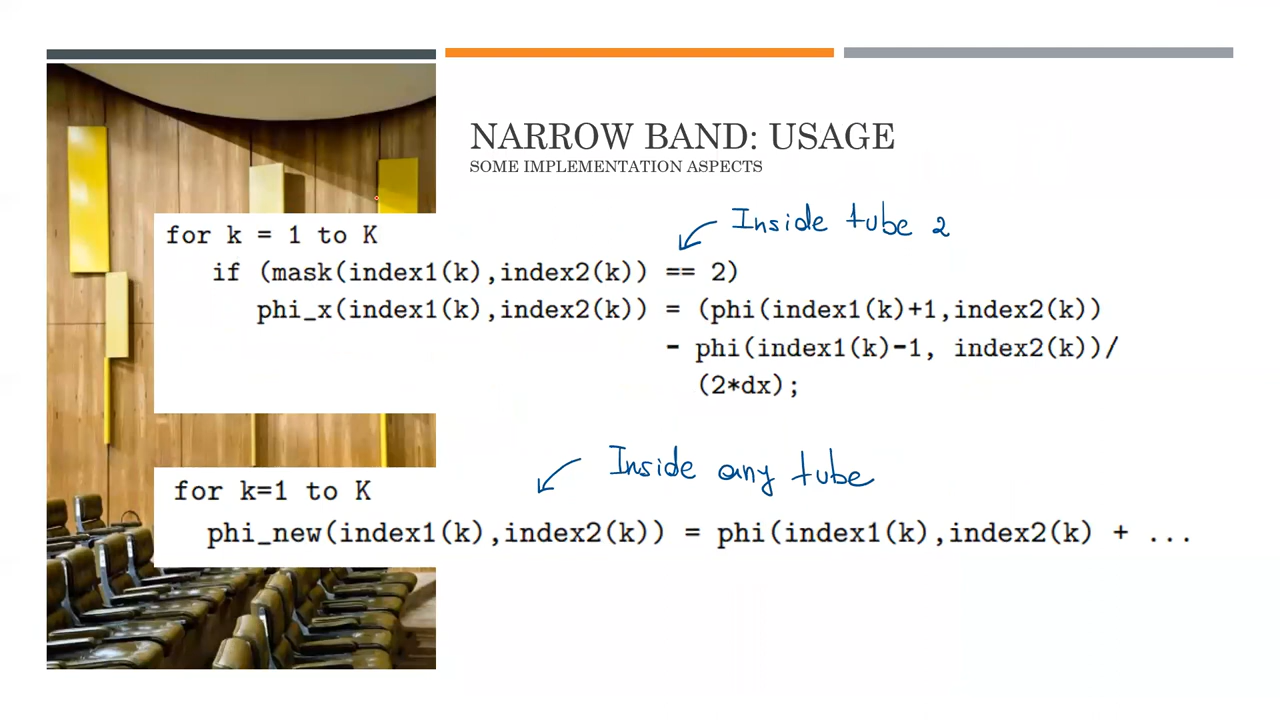 NARROW BAND: USAGE
SOME IMPLEMENTATION ASPECTS
Inside tube 2
for k = 1 to K
if (mask(index1(k),index2(k)) == 2)
phi_x(index1(k),index2(k)) = (phi(index1(k)+1,index2(k))
- phi(index1(k)-1, index2(k))/
(2*dx);
Inside any tube
for k=1 to K
phi_new(index1(k),index2(k)) = phi(index1(k),index2(k) + ...